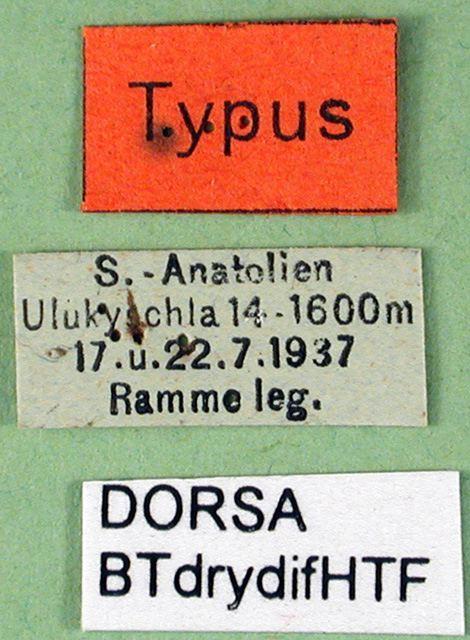 Typus
S.-Anatolien
Ulukyschla 14-1600m
17.u.22.7.1937
Ramme leg.
DORSA
BTdrydifHTF